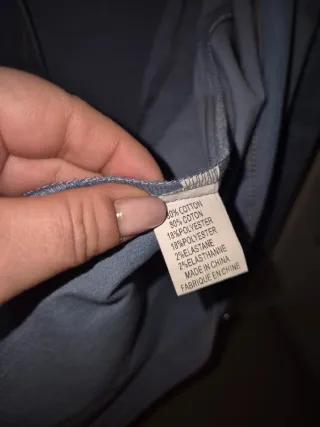 80% COTTON
80% COTON
18%POLYESTER
18%POLYESTER
2%ELASTANE
2%ELASTHANNE
MADE IN CHINA
FABRIQUE EN CHINE